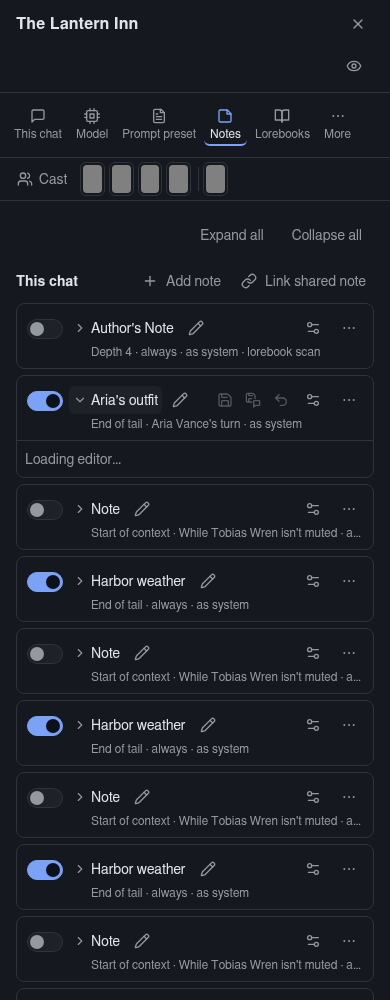 The Lantern Inn
This chat
Model
Prompt preset
Notes
Lorebooks
More
Cast
Expand all
Collapse all
This chat
Add note
Link shared note
Author's Note
Depth 4 · always · as system · lorebook scan
Aria's outfit
End of tail · Aria Vance's turn · as system
Loading editor...
Note
Start of context · While Tobias Wren isn't muted · a...
Harbor weather
End of tail · always · as system
Note
Start of context · While Tobias Wren isn't muted · a...
Harbor weather
End of tail · always · as system
Note
Start of context · While Tobias Wren isn't muted · a...
Harbor weather
End of tail · always · as system
Note
Start of context · While Tobias Wren isn't muted · a...